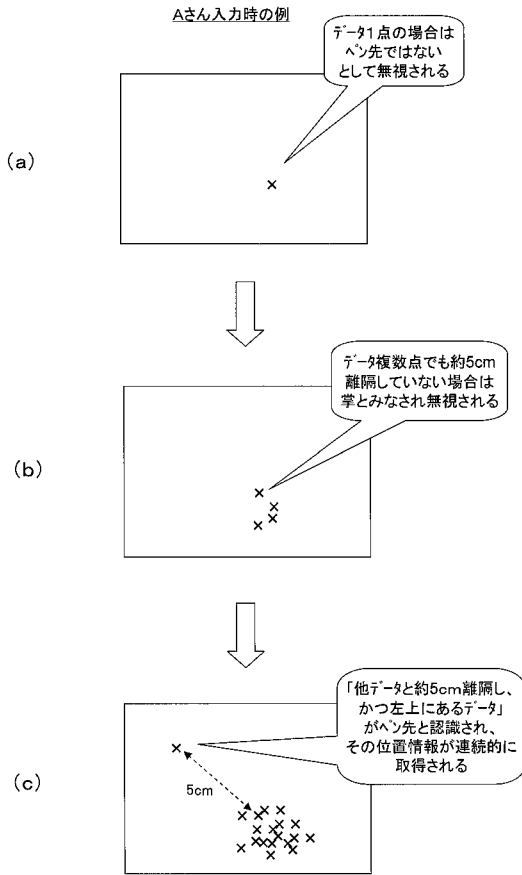 Aさん入力時の例
データ1点の場合は
ペン先ではない
として無視される
(a)
データ複数点でも約5cm
離隔していない場合は
掌とみなされ無視される
(b)
「他データと約5cm離隔し、
かつ左上にあるデータ」
がペン先と認識され、
その位置情報が連続的に
取得される
(c)
5cm